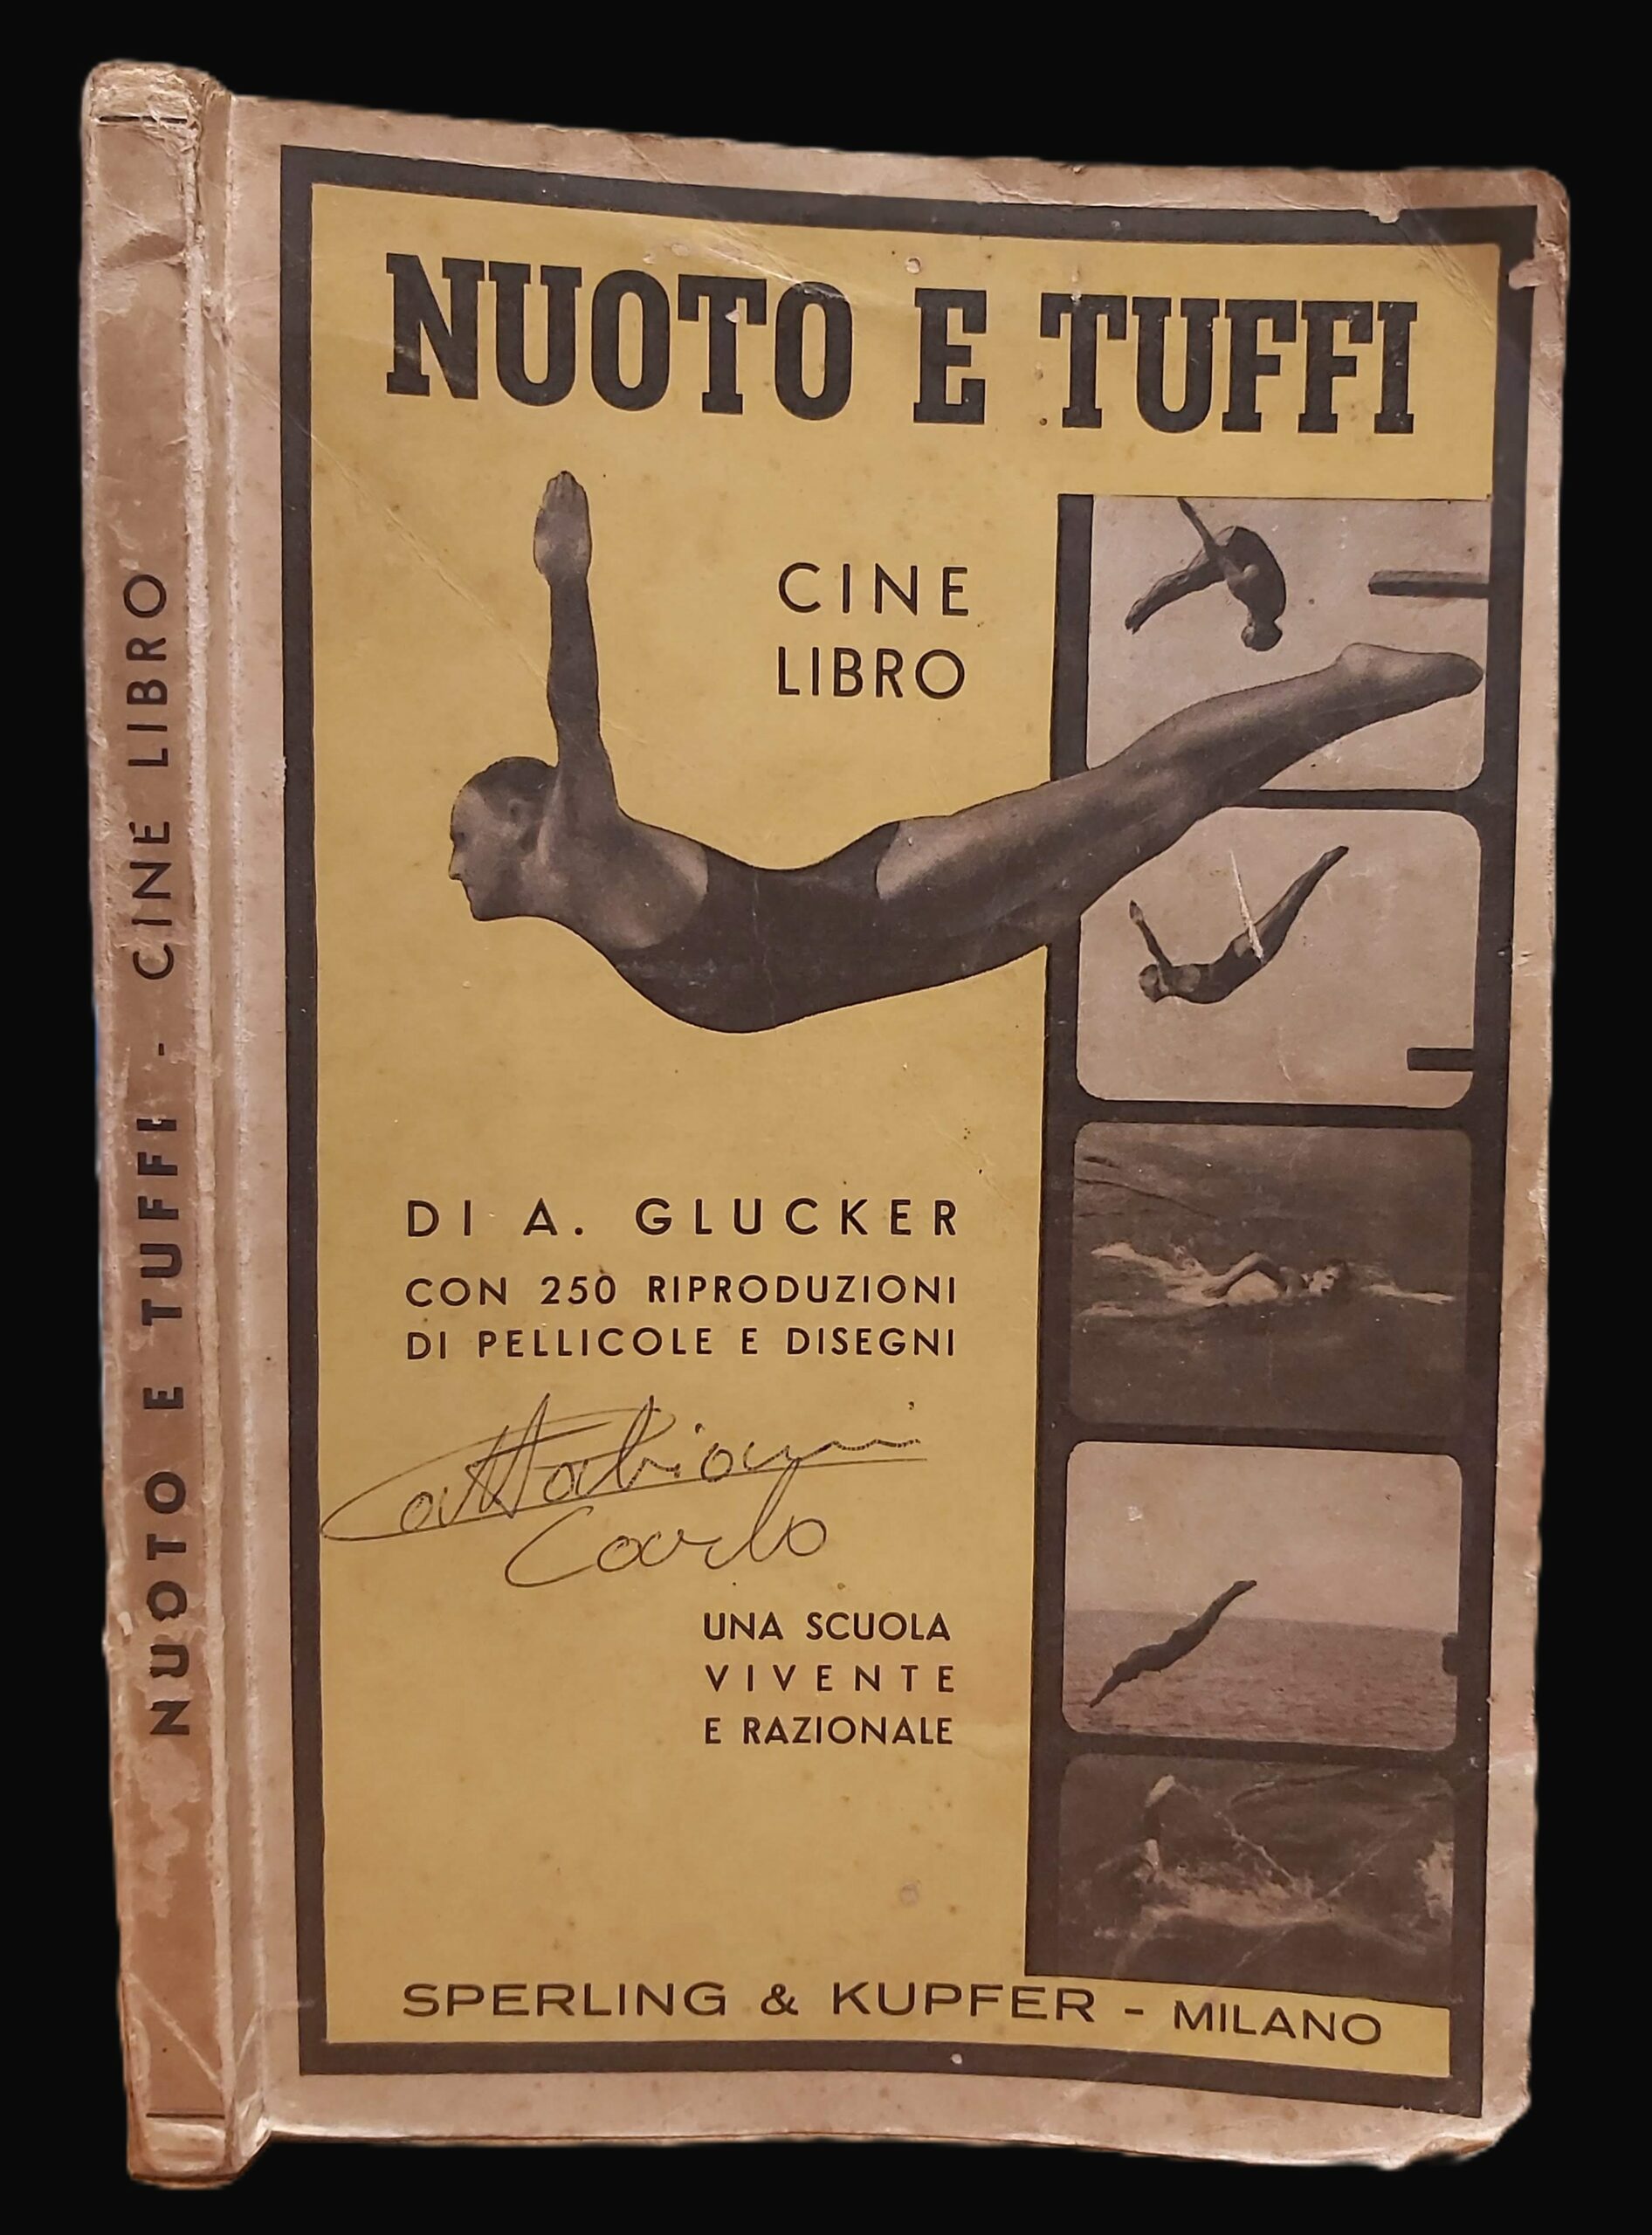 NUOTO E TUFFI - CINE LIBRO
NUOTO E TUFFI
CINE
LIBRO
DI A. GLUCKER
CON 250 RIPRODUZIONI
DI PELLICOLE E DISEGNI
Cattabiani
Carlo
UNA SCUOLA
VIVENTE
E RAZIONALE
SPERLING & KUPFER - MILANO